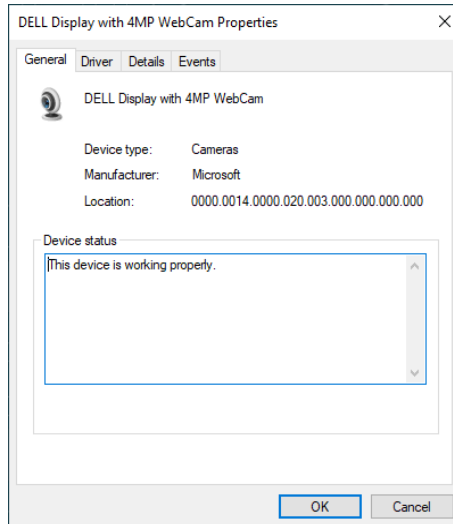 DELL Display with 4MP WebCam Properties
General Driver Details Events
DELL Display with 4MP WebCam
Device type: Cameras
Manufacturer: Microsoft
Location: 0000.0014.0000.020.003.000.000.000.000
Device status
This device is working properly.
OK Cancel